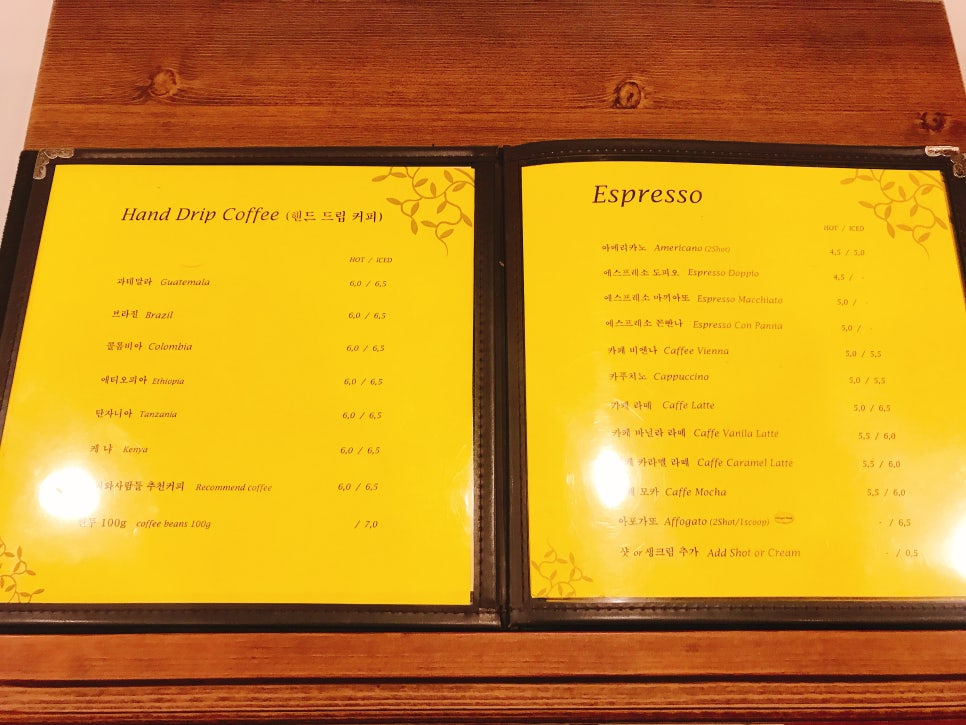 Hand Drip Coffee (핸드 드립 커피)
HOT / ICED
과테말라 Guatemala 6,0 / 6,5
브라질 Brazil 6,0 / 6,5
콜롬비아 Colombia 6,0 / 6,5
에티오피아 Ethiopia 6,0 / 6,5
탄자니아 Tanzania 6,0 / 6,5
케 냐 Kenya 6,0 / 6,5
추천커피 Recommend coffee 6,0 / 6,5
100g coffee beans 100g / 7,0
Espresso
HOT / ICED
아메리카노 Americano (2Shot) 4,5 / 5,0
에스프레소 도피오 Espresso Doppio 4,5 / -
에스프레소 마끼아또 Espresso Macchiato 5,0 / -
에스프레소 콘빤나 Espresso Con Panna 5,0 / -
카페 비엔나 Caffee Vienna 5,0 / 5,5
카푸치노 Cappuccino 5,0 / 5,5
카페 라떼 Caffe Latte 5,0 / 6,5
카페 바닐라 라떼 Caffe Vanila Latte 5,5 / 6,0
카라멜 라떼 Caffe Caramel Latte 5,5 / 6,0
모카 Caffe Mocha 5,5 / 6,0
아포가또 Affogato (2Shot/1scoop) - / 6,5
샷 or 생크림 추가 Add Shot or Cream - / 0,5